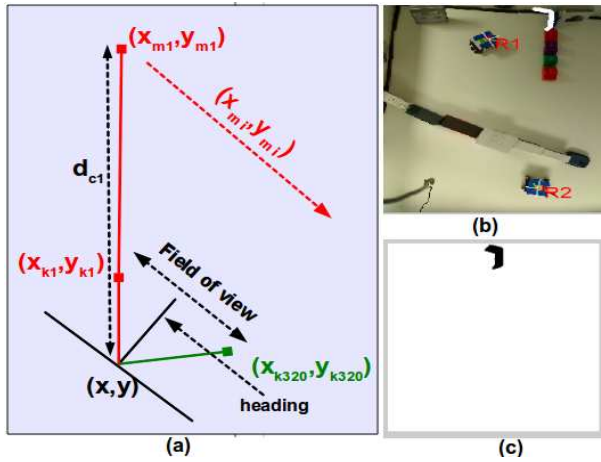 (xm1,ym1)
(xmi,ymi)
dc1
(xk1,yk1)
Field of view
(x,y)
(xk320,yk320)
heading
(a)
R1
R2
(b)
(c)